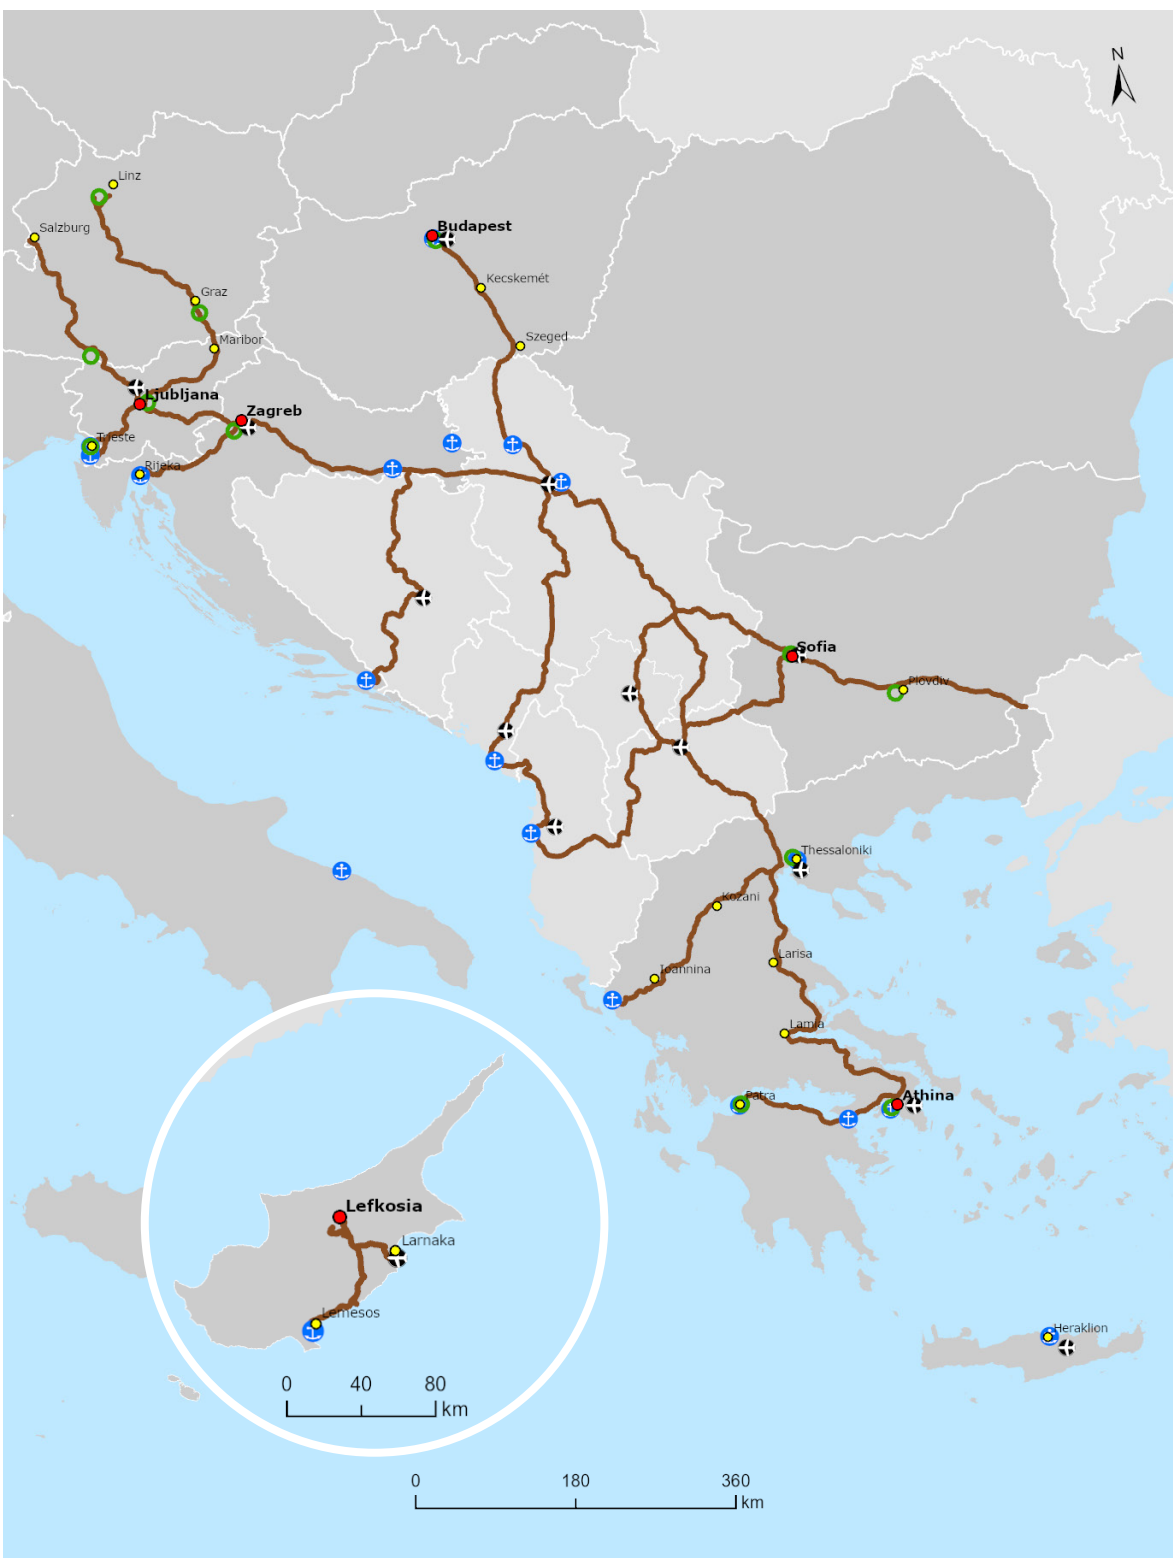 N
Linz
Salzburg
Budapest
Kecskemét
Graz
Maribor
Szeged
Ljubljana
Zagreb
Trieste
Rijeka
Sofia
Plovdiv
Thessaloniki
Kozani
Larisa
Ioannina
Lamia
Patra
Athina
Lefkosia
Larnaka
Lemesos
Heraklion
0 40 80
km
0 180 360
km